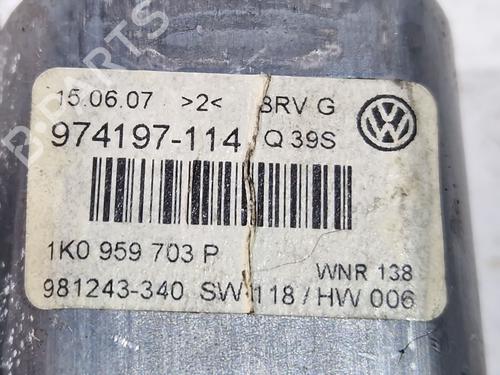 15.06.07 >2< 8RV G
974197-114 Q 39S
1K0 959 703 P
WNR 138
981243-340 SW 118 / HW 006
B-PARTS